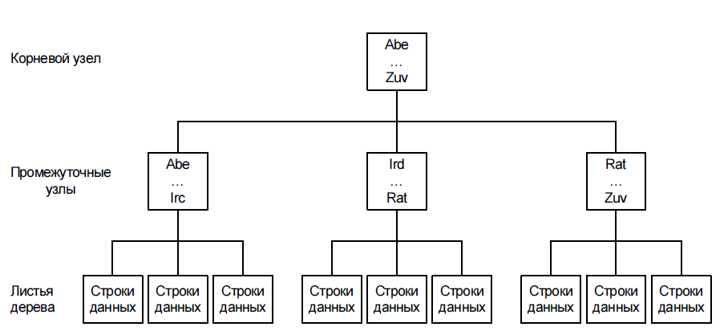 Корневой узел
Abe
...
Zuv
Промежуточные
узлы
Abe
...
Irc
Ird
...
Rat
Rat
...
Zuv
Листья
дерева
Строки
данных
Строки
данных
Строки
данных
Строки
данных
Строки
данных
Строки
данных
Строки
данных
Строки
данных
Строки
данных